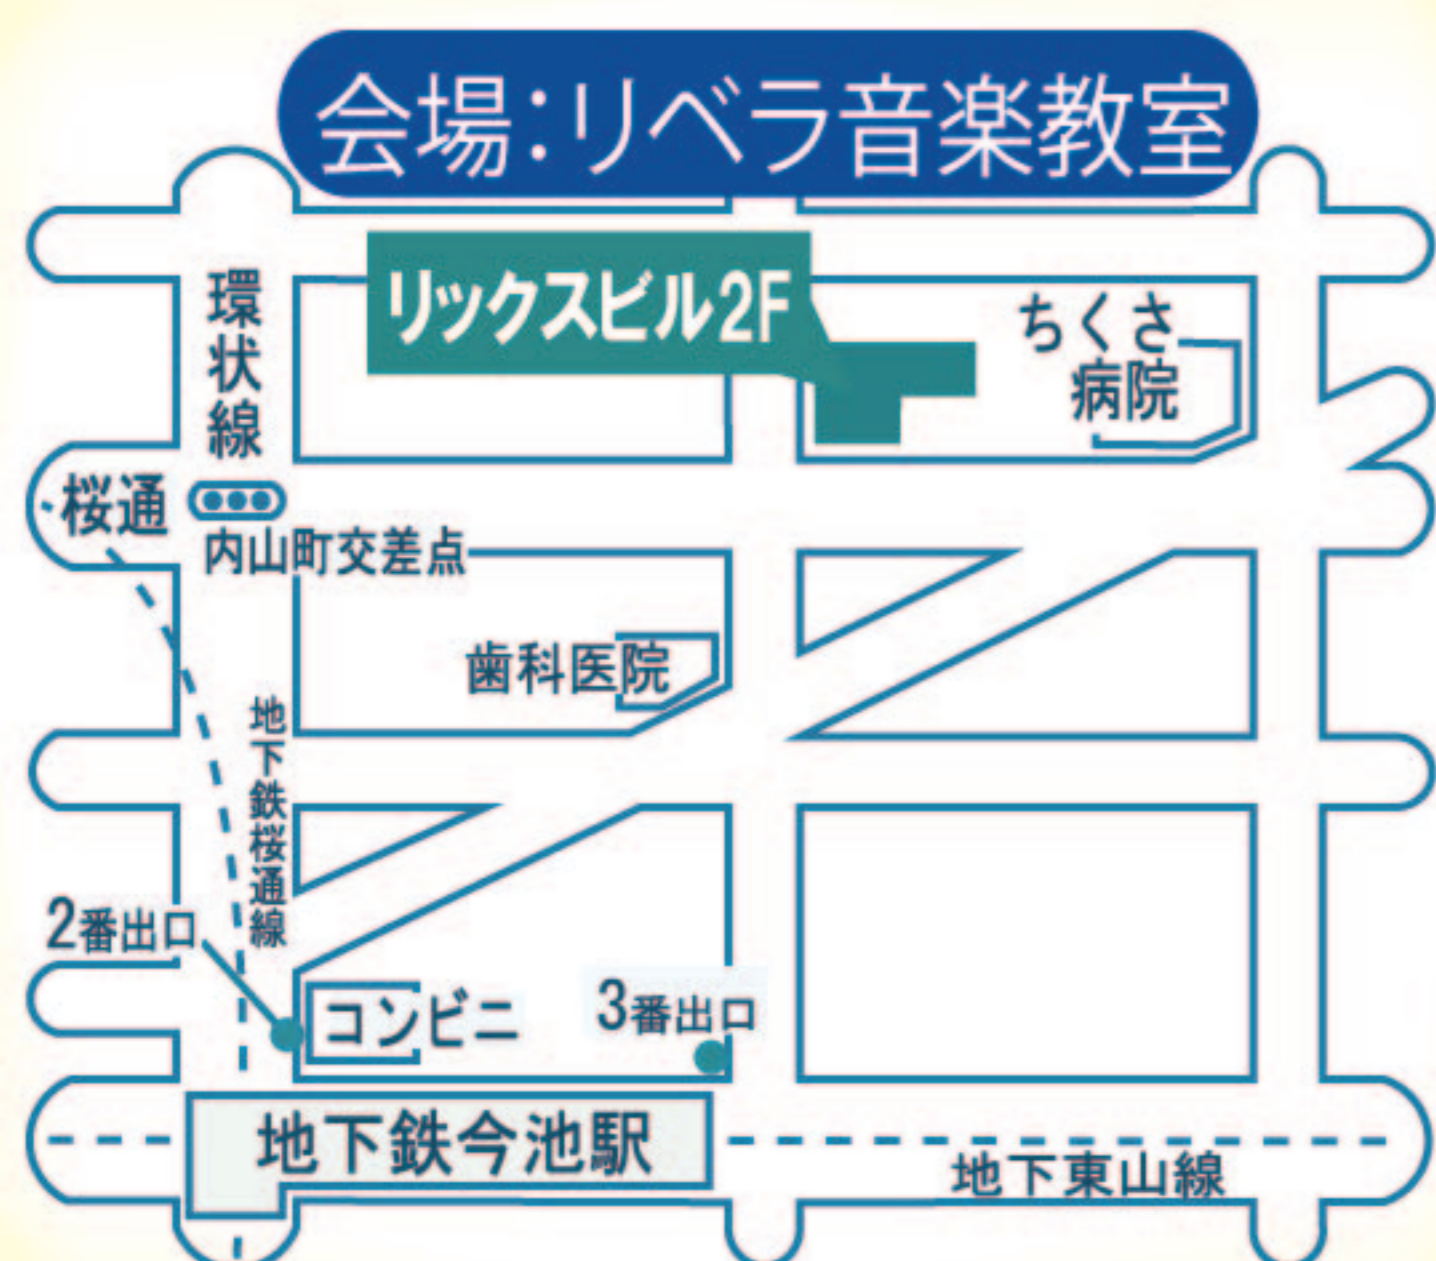 会場：リベラ音楽教室
リックスビル2F
ちくさ
病院
環状線
桜通
内山町交差点
歯科医院
地下鉄桜通線
2番出口
コンビニ
3番出口
地下鉄今池駅
地下東山線